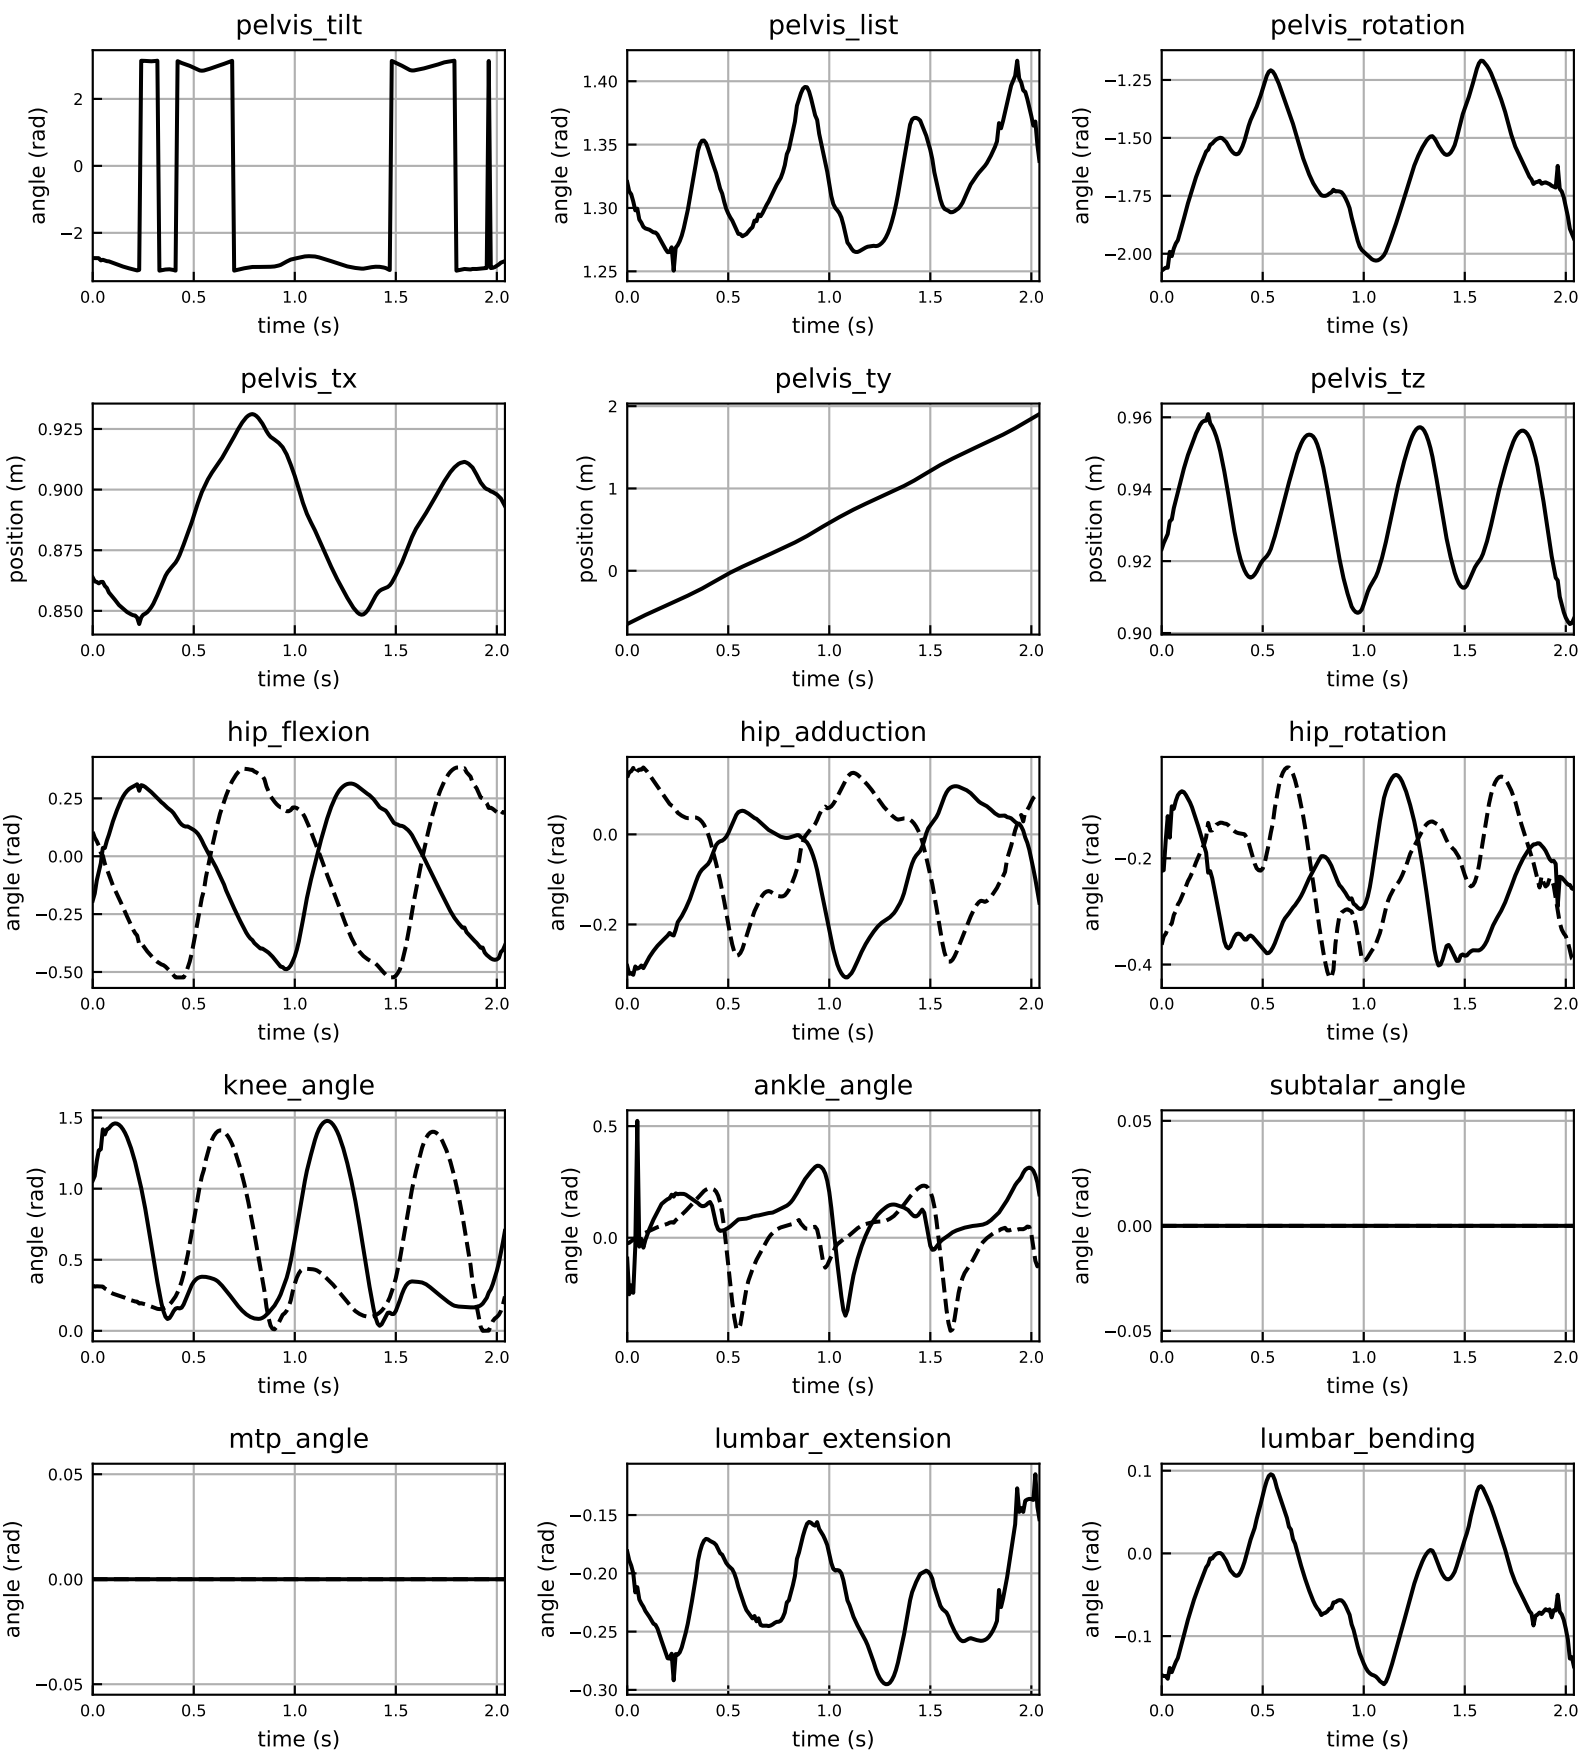 pelvis_tilt
angle (rad)
2
0
−2
0.0 0.5 1.0 1.5 2.0
time (s)
pelvis_list
angle (rad)
1.40
1.35
1.30
1.25
0.0 0.5 1.0 1.5 2.0
time (s)
pelvis_rotation
angle (rad)
−1.25
−1.50
−1.75
−2.00
0.0 0.5 1.0 1.5 2.0
time (s)
pelvis_tx
position (m)
0.925
0.900
0.875
0.850
0.0 0.5 1.0 1.5 2.0
time (s)
pelvis_ty
position (m)
2
1
0
0.0 0.5 1.0 1.5 2.0
time (s)
pelvis_tz
position (m)
0.96
0.94
0.92
0.90
0.0 0.5 1.0 1.5 2.0
time (s)
hip_flexion
angle (rad)
0.25
0.00
−0.25
−0.50
0.0 0.5 1.0 1.5 2.0
time (s)
hip_adduction
angle (rad)
0.0
−0.2
0.0 0.5 1.0 1.5 2.0
time (s)
hip_rotation
angle (rad)
−0.2
−0.4
0.0 0.5 1.0 1.5 2.0
time (s)
knee_angle
angle (rad)
1.5
1.0
0.5
0.0
0.0 0.5 1.0 1.5 2.0
time (s)
ankle_angle
angle (rad)
0.5
0.0
0.0 0.5 1.0 1.5 2.0
time (s)
subtalar_angle
angle (rad)
0.05
0.00
−0.05
0.0 0.5 1.0 1.5 2.0
time (s)
mtp_angle
angle (rad)
0.05
0.00
−0.05
0.0 0.5 1.0 1.5 2.0
time (s)
lumbar_extension
angle (rad)
−0.15
−0.20
−0.25
−0.30
0.0 0.5 1.0 1.5 2.0
time (s)
lumbar_bending
angle (rad)
0.1
0.0
−0.1
0.0 0.5 1.0 1.5 2.0
time (s)